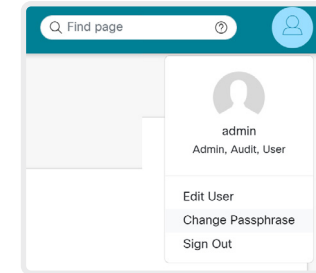 Find page
admin
Admin, Audit, User
Edit User
Change Passphrase
Sign Out